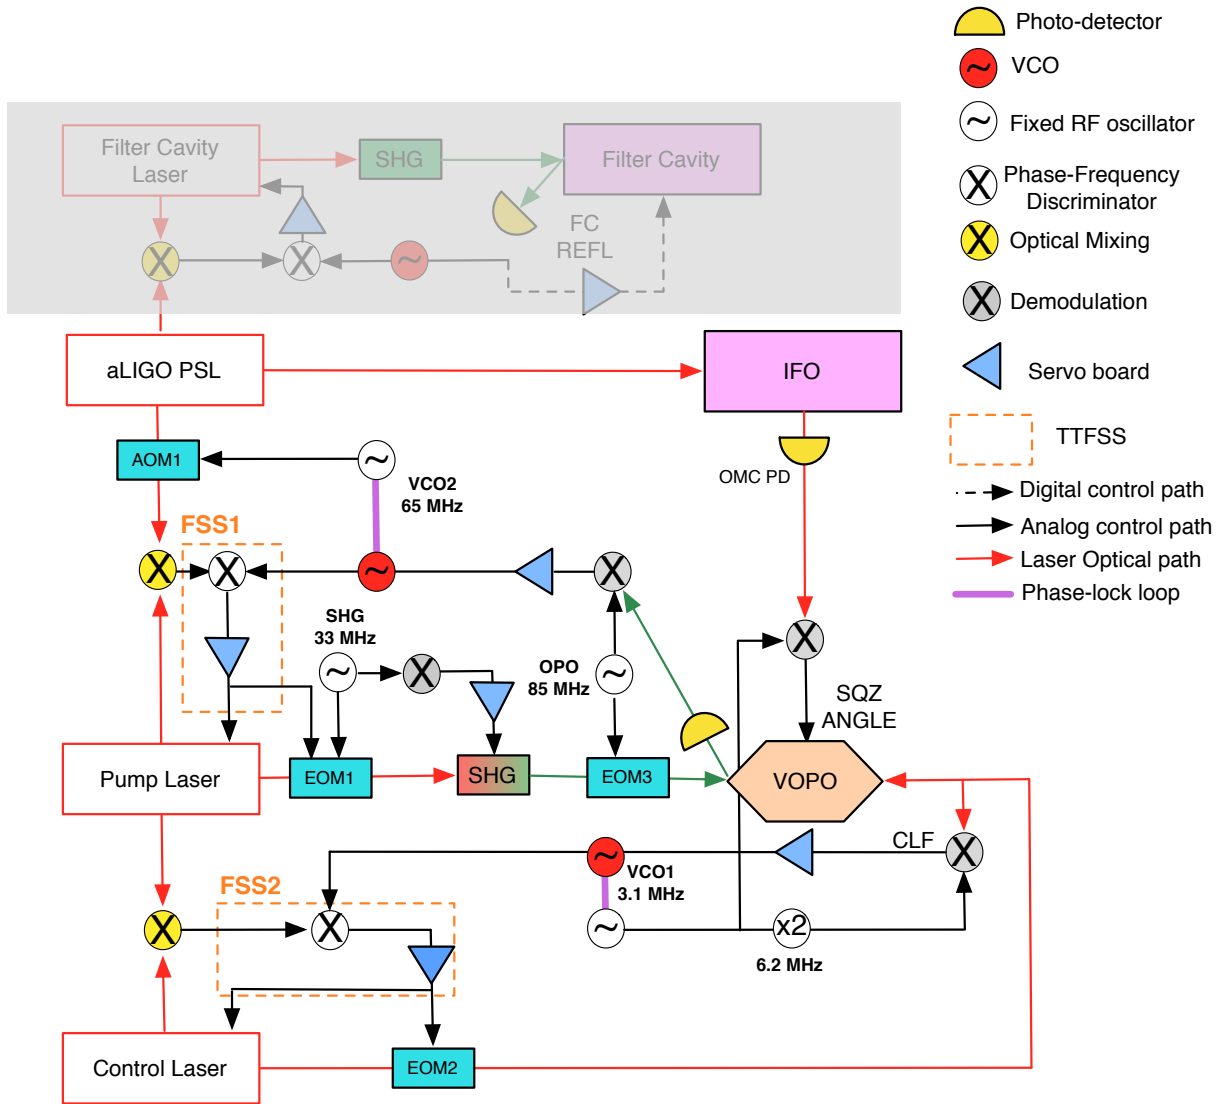 Photo-detector
VCO
Fixed RF oscillator
Phase-Frequency
Discriminator
Optical Mixing
Demodulation
Servo board
TTFSS
Digital control path
Analog control path
Laser Optical path
Phase-lock loop
Filter Cavity
Laser
SHG
Filter Cavity
FC
REFL
X
X
~
aLIGO PSL
IFO
AOM1
~
VCO2
65 MHz
OMC PD
FSS1
X
X
~
X
SHG
33 MHz
~
X
OPO
85 MHz
~
X
SQZ
ANGLE
Pump Laser
EOM1
SHG
EOM3
VOPO
CLF
X
~
VCO1
3.1 MHz
FSS2
X
X
~
x2
6.2 MHz
Control Laser
EOM2
~
~
X
X
X